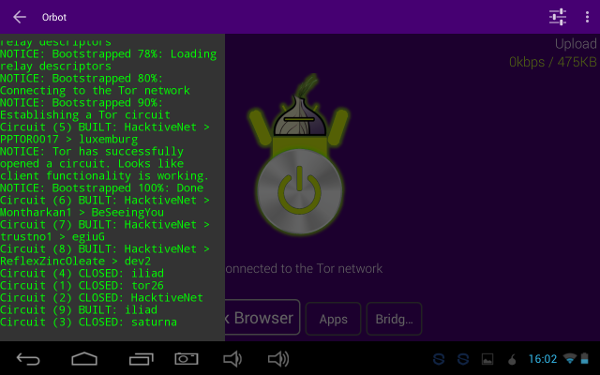 Orbot
relay descriptors
NOTICE: Bootstrapped 78%: Loading
relay descriptors
NOTICE: Bootstrapped 80%:
Connecting to the Tor network
NOTICE: Bootstrapped 90%:
Establishing a Tor circuit
Circuit (5) BUILT: HacktiveNet >
PPTOR0017 > luxemburg
NOTICE: Tor has successfully
opened a circuit. Looks like
client functionality is working.
NOTICE: Bootstrapped 100%: Done
Circuit (6) BUILT: HacktiveNet >
Montharkan1 > BeSeeingYou
Circuit (7) BUILT: HacktiveNet >
trustno1 > egiuG
Circuit (8) BUILT: HacktiveNet >
ReflexZincOleate > dev2
Circuit (4) CLOSED: iliad
Circuit (1) CLOSED: tor26
Circuit (2) CLOSED: HacktiveNet
Circuit (9) BUILT: iliad
Circuit (3) CLOSED: saturna
Upload
0kbps / 475KB
onnected to the Tor network
x Browser
Apps
Bridg...
16:02